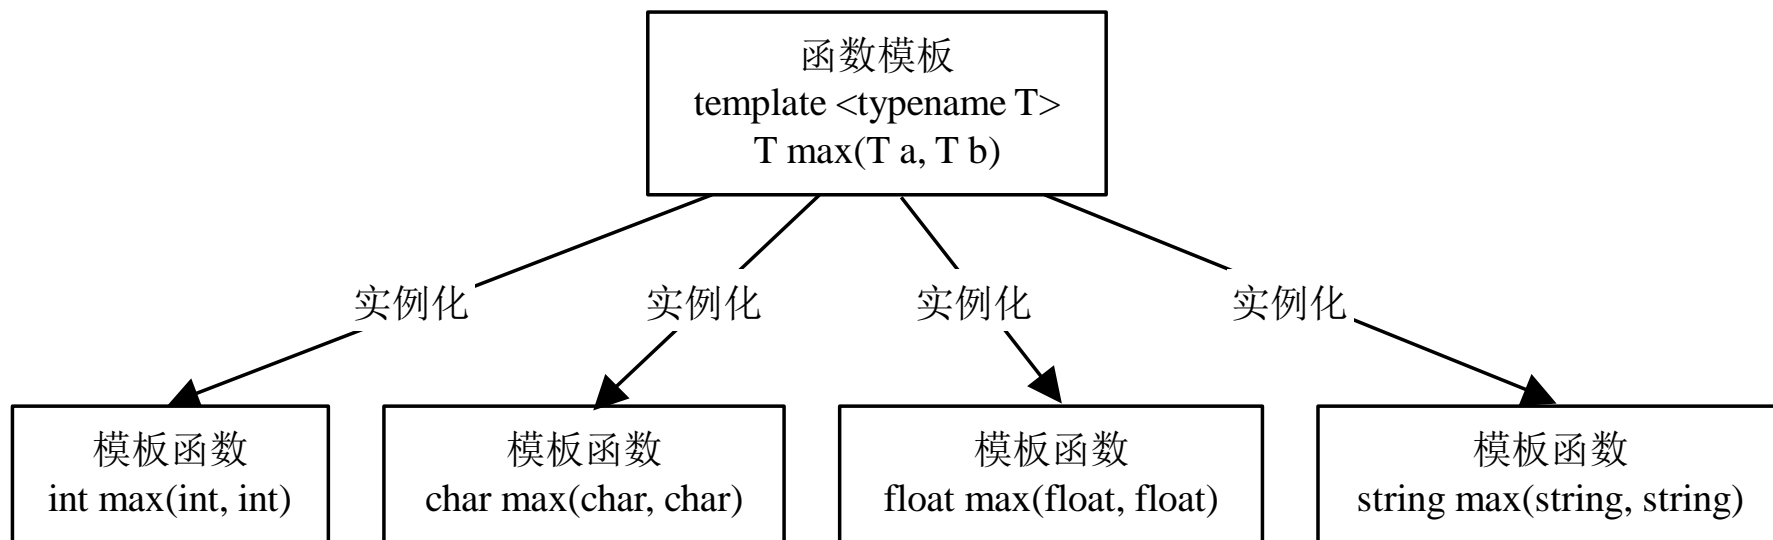 函数模板
template <typename T>
T max(T a, T b)
实例化
实例化
实例化
实例化
模板函数
int max(int, int)
模板函数
char max(char, char)
模板函数
float max(float, float)
模板函数
string max(string, string)